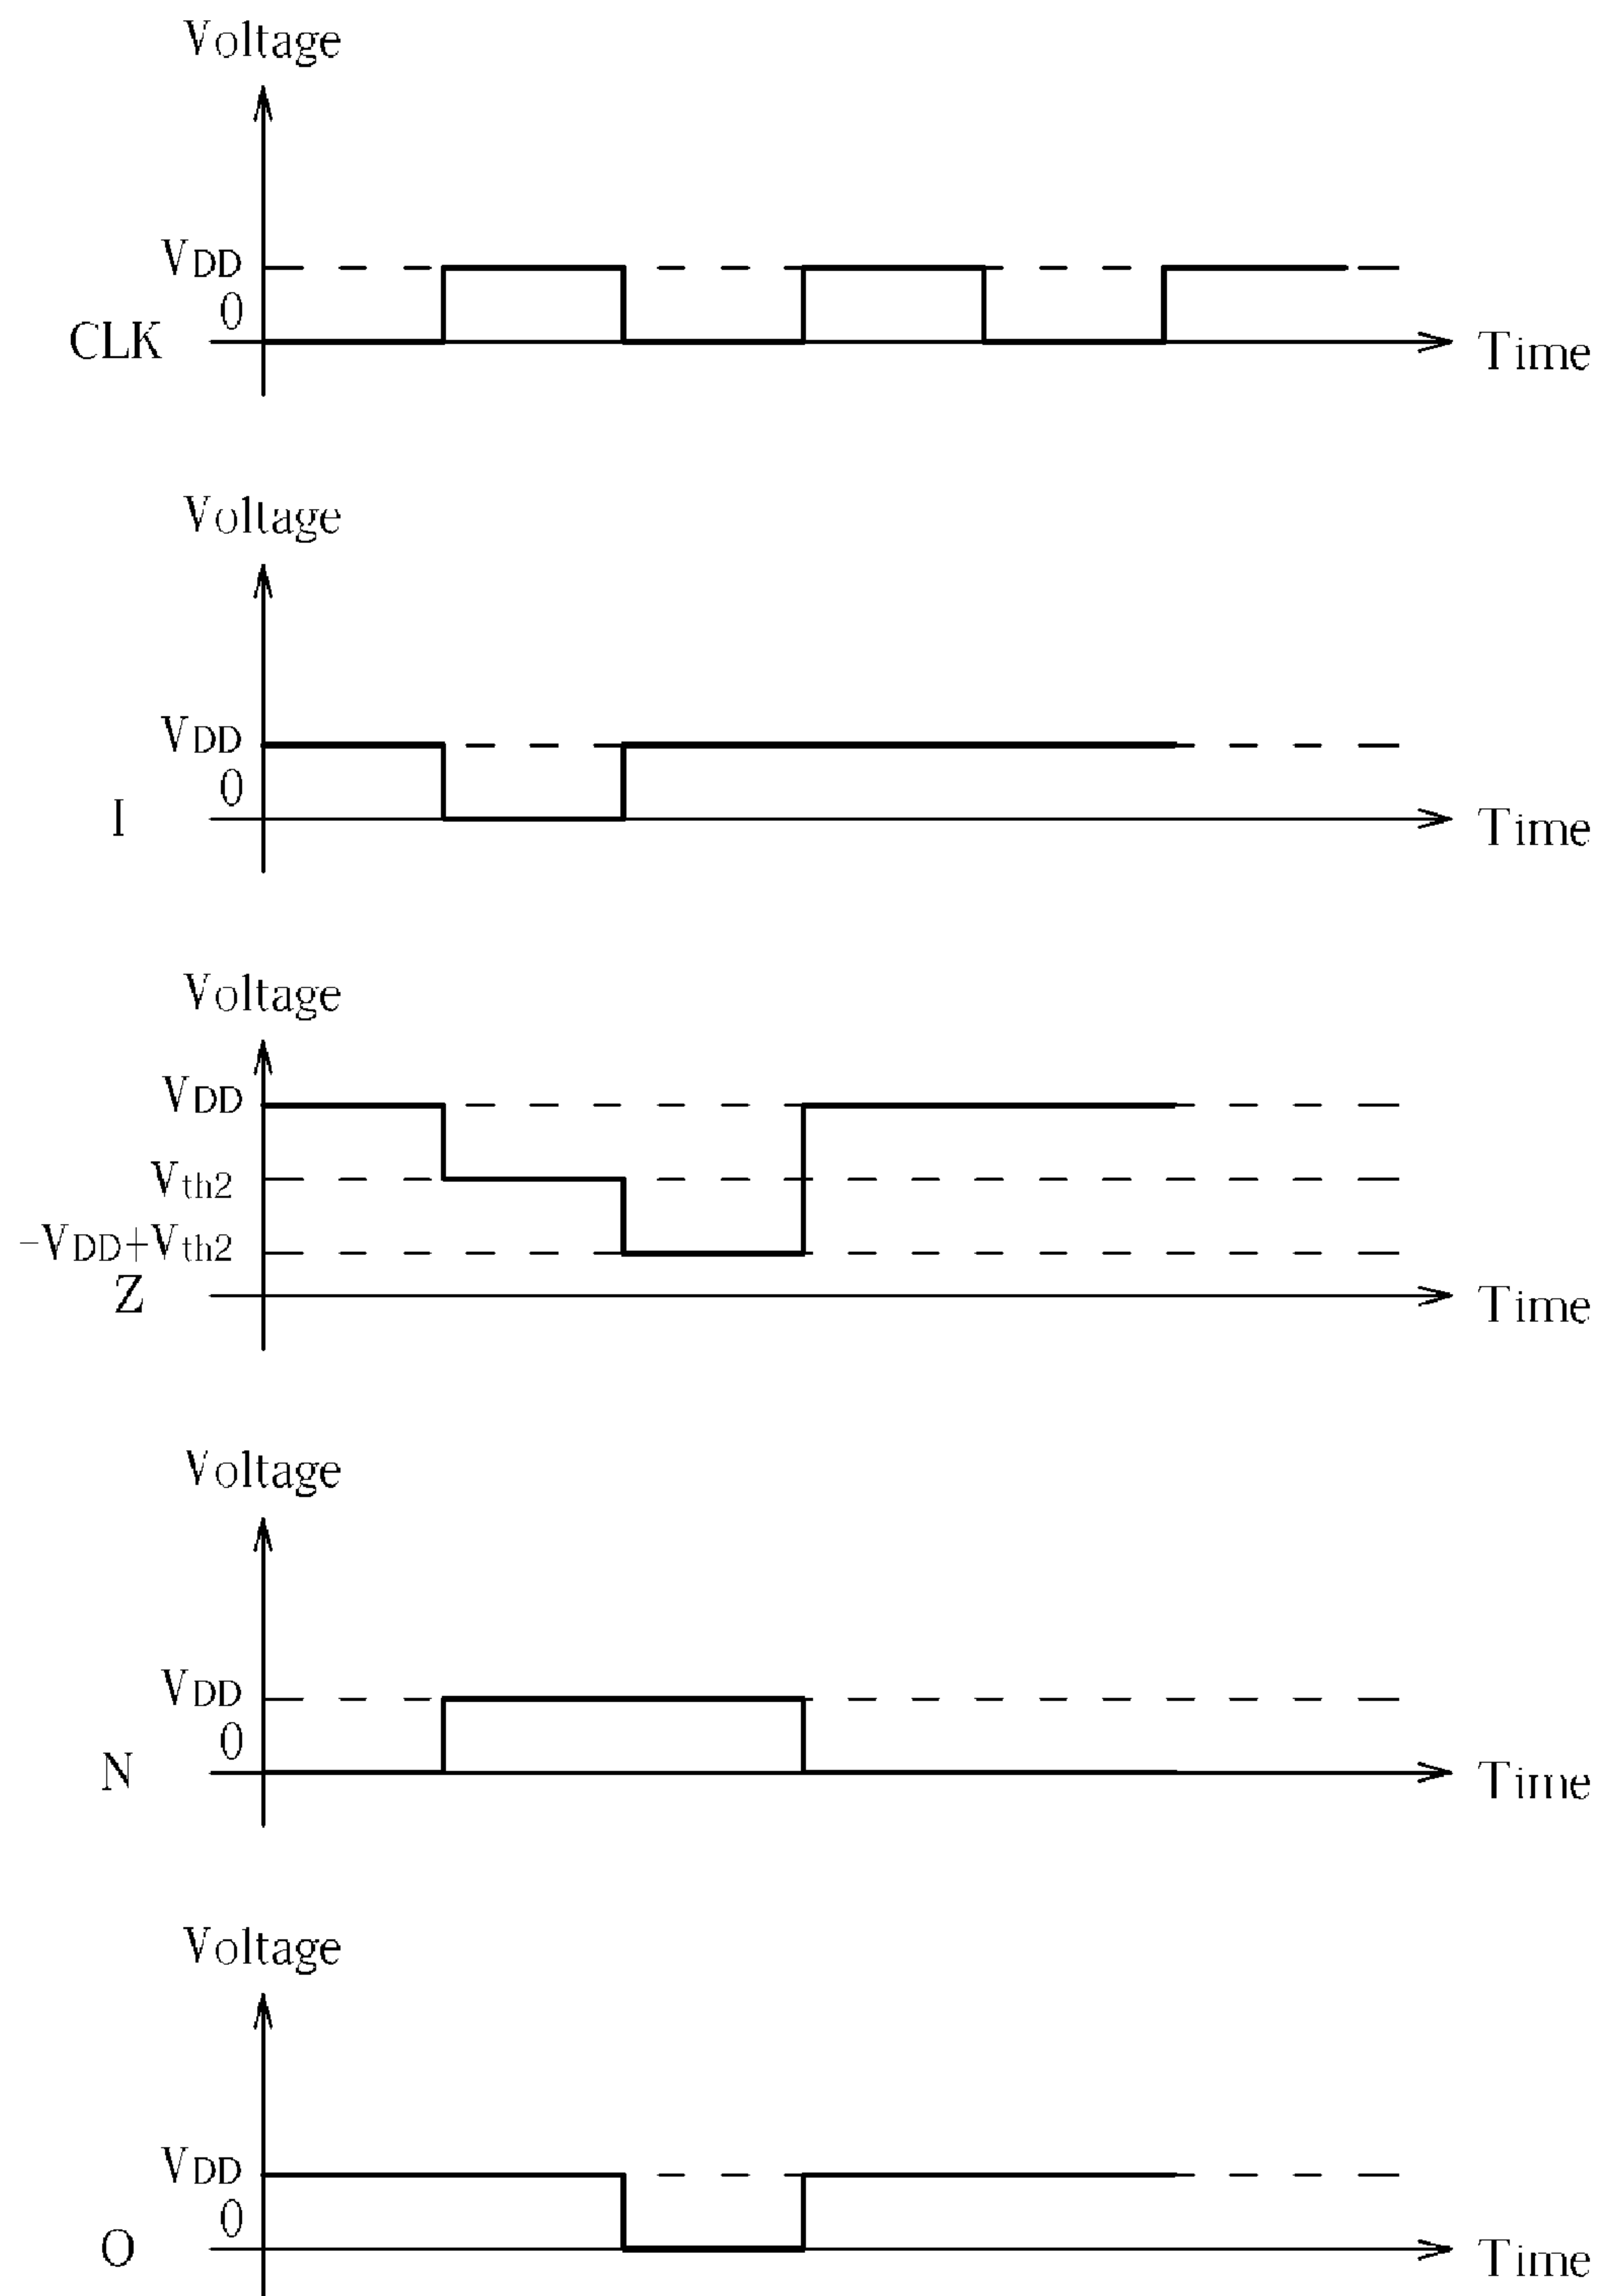 Voltage
VDD
0
CLK
Time
Voltage
VDD
0
I
Time
Voltage
VDD
Vth2
-VDD+Vth2
Z
Time
Voltage
VDD
0
N
Time
Voltage
VDD
0
O
Time